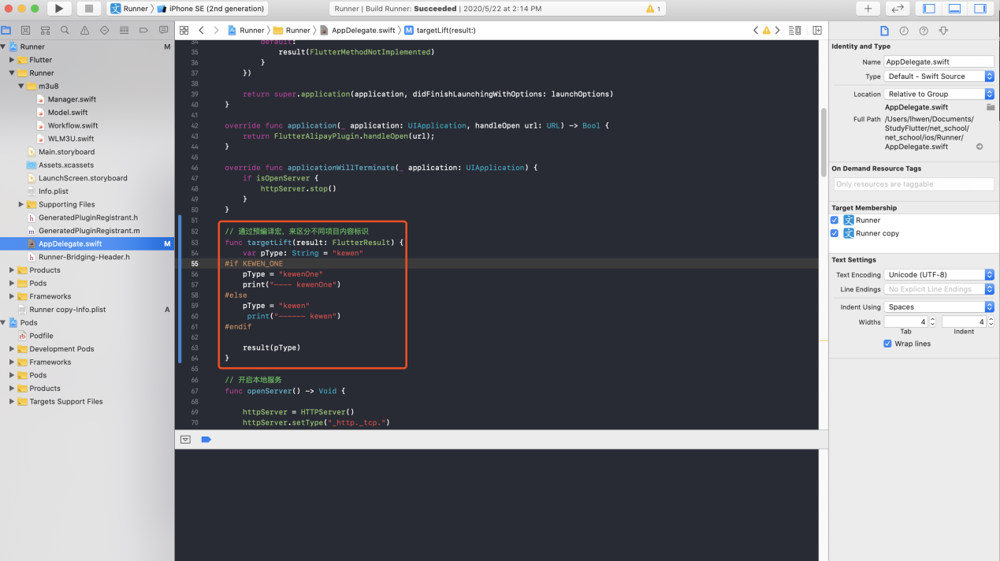 Runner 〉 iPhone SE (2nd generation)
Runner | Build Runner: Succeeded | 2020/5/22 at 2:14 PM
1
Runner 〉 Runner 〉 AppDelegate.swift 〉 M targetLift(result:)
Runner M
Flutter
Runner
m3u8
Manager.swift
Model.swift
Workflow.swift
WLM3U.swift
Main.storyboard
Assets.xcassets
LaunchScreen.storyboard
Info.plist
Supporting Files
h GeneratedPluginRegistrant.h
m GeneratedPluginRegistrant.m
AppDelegate.swift M
h Runner-Bridging-Header.h
Products
Pods
Frameworks
Runner copy-Info.plist A
Pods
Podfile
Development Pods
Frameworks
Pods
Products
Targets Support Files
34 default:
35 result(FlutterMethodNotImplemented)
36 }
37 })
38
39 return super.application(application, didFinishLaunchingWithOptions: launchOptions)
40 }
41
42 override func application(_ application: UIApplication, handleOpen url: URL) -> Bool {
43 return FlutterAlipayPlugin.handleOpen(url);
44 }
45
46 override func applicationWillTerminate(_ application: UIApplication) {
47 if isOpenServer {
48 httpServer.stop()
49 }
50 }
51
52 // 通过预编译宏，来区分不同项目内容标识
53 func targetLift(result: FlutterResult) {
54 var pType: String = "kewen"
55 #if KEWEN_ONE
56 pType = "kewenOne"
57 print("---- kewenOne")
58 #else
59 pType = "kewen"
60 print("------ kewen")
61 #endif
62
63 result(pType)
64 }
65
66 // 开启本地服务
67 func openServer() -> Void {
68
69 httpServer = HTTPServer()
70 httpServer.setType("_http._tcp.")
Identity and Type
Name AppDelegate.swift
Type Default - Swift Source
Location Relative to Group
AppDelegate.swift
Full Path /Users/lhwen/Documents/
StudyFlutter/net_school/
net_school/ios/Runner/
AppDelegate.swift
On Demand Resource Tags
Only resources are taggable
Target Membership
Runner
Runner copy
Text Settings
Text Encoding Unicode (UTF-8)
Line Endings No Explicit Line Endings
Indent Using Spaces
Widths 4 4
Tab Indent
Wrap lines